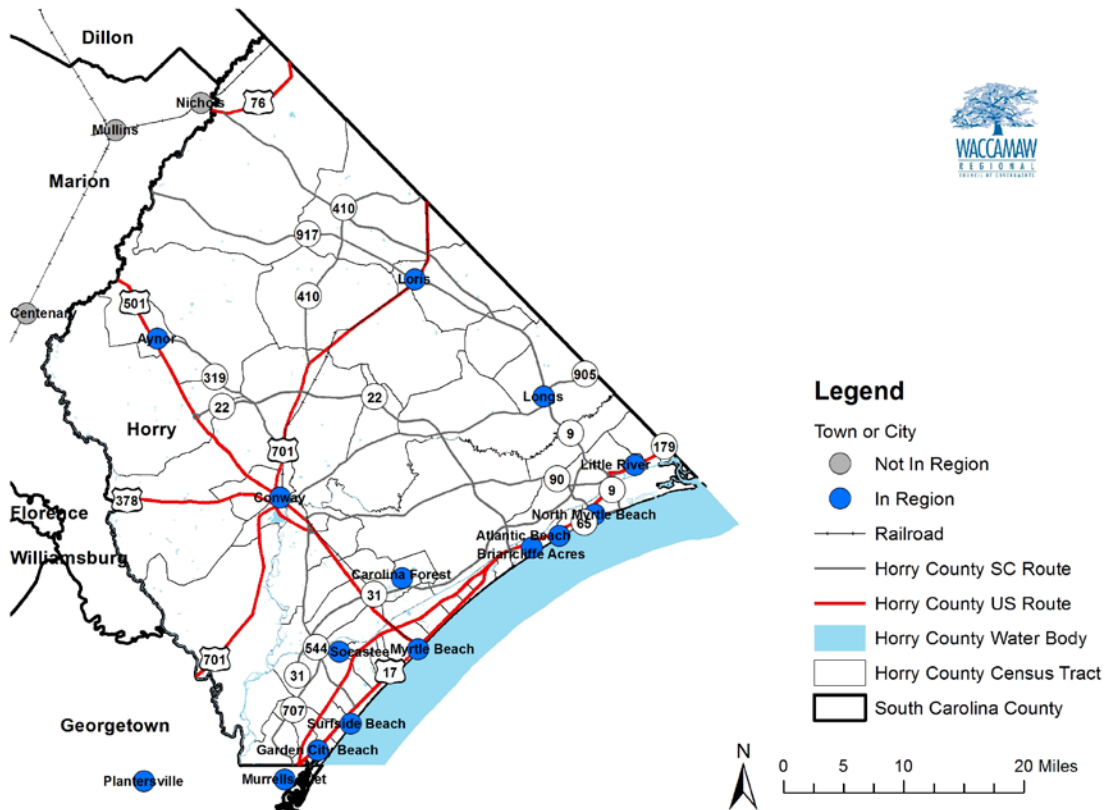 Dillon
Nichols
76
Mullins
WACCAMAW
REGIONAL
COUNCIL OF GOVERNMENTS
Marion
410
917
Loris
501
410
Centenary
Aynor
319
905
22
22
Longs
Legend
Horry
9
Town or City
701
179
Little River
Not In Region
90
9
In Region
378
Conway
North Myrtle Beach
Florence
65
Railroad
Atlantic Beach
Williamsburg
Briarcliffe Acres
Horry County SC Route
Carolina Forest
31
Horry County US Route
Horry County Water Body
544
Socastee
Myrtle Beach
701
31
17
Horry County Census Tract
707
South Carolina County
Georgetown
Surfside Beach
Garden City Beach
N
Plantersville
Murrells Inlet
0 5 10 20 Miles